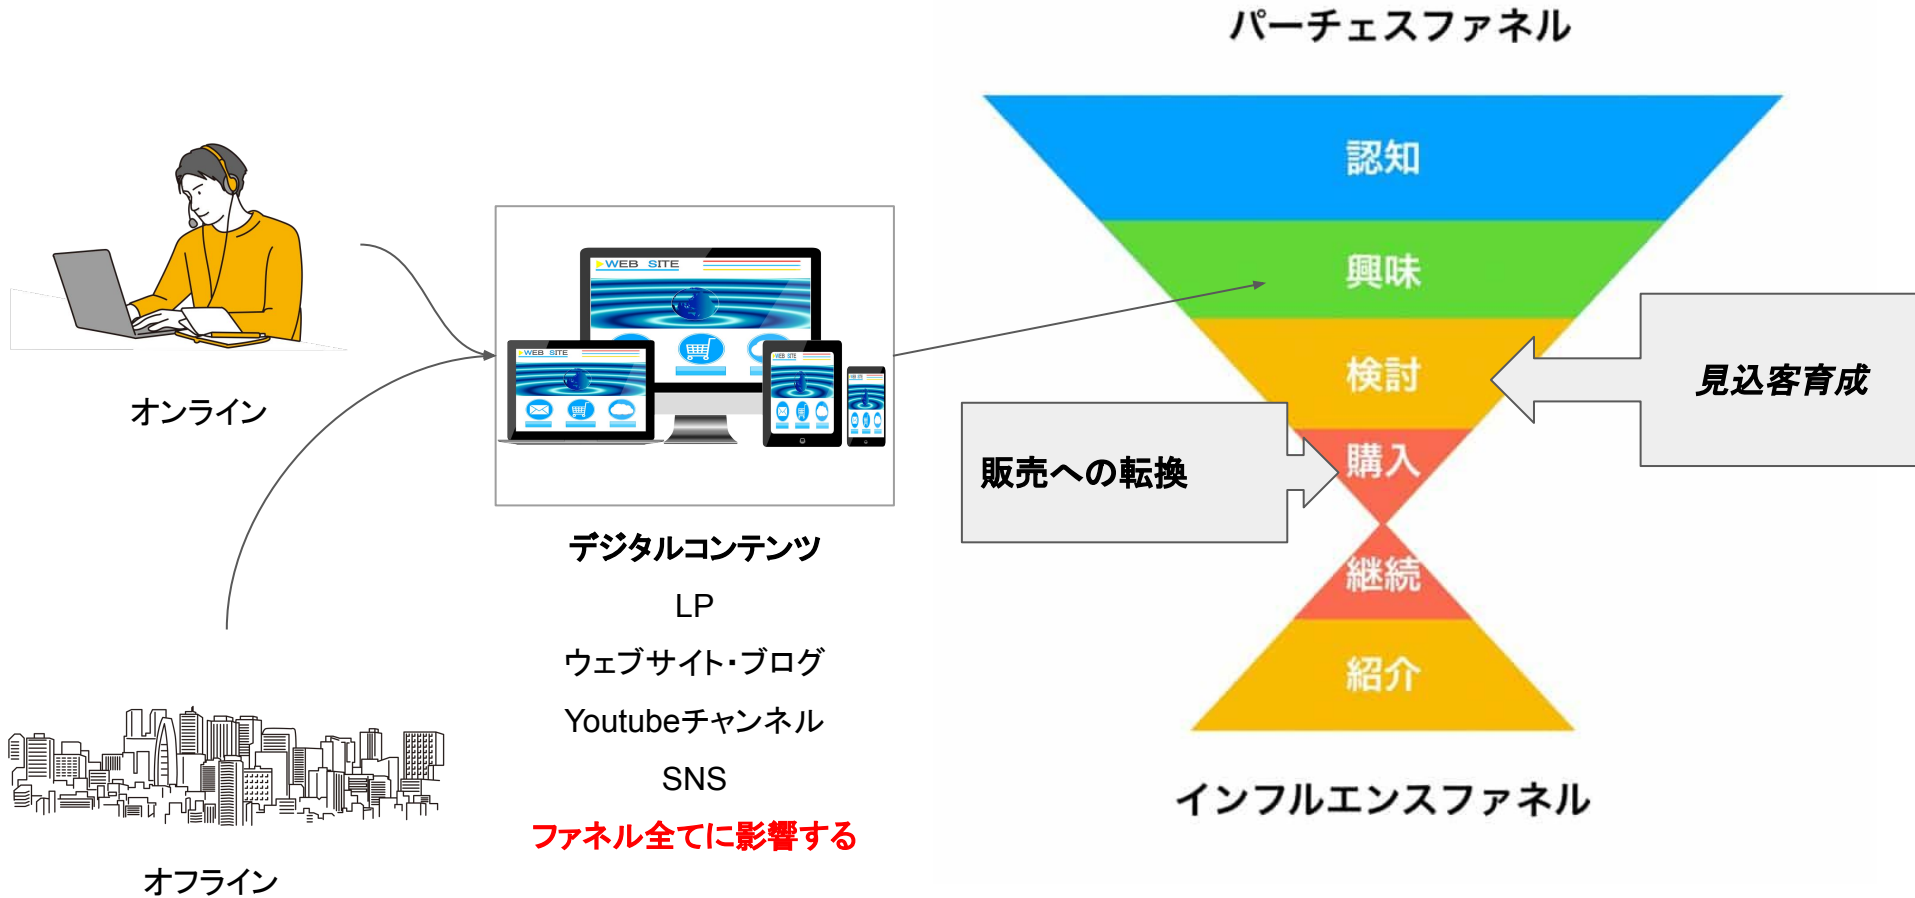 パーチェスファネル
認知
興味
検討
購入
継続
紹介
インフルエンスファネル
見込客育成
販売への転換
オンライン
オフライン
WEB SITE
WEB SITE
WEB SITE
デジタルコンテンツ
LP
ウェブサイト・ブログ
Youtubeチャンネル
SNS
ファネル全てに影響する